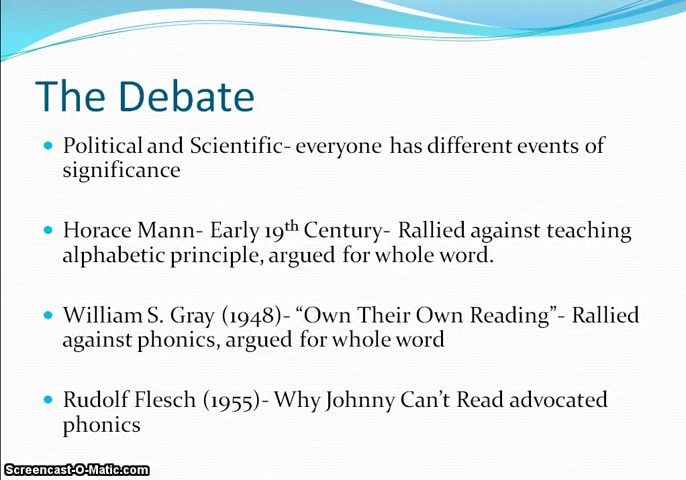 The Debate
• Political and Scientific- everyone has different events of
significance
• Horace Mann- Early 19th Century- Rallied against teaching
alphabetic principle, argued for whole word.
• William S. Gray (1948)- “Own Their Own Reading”- Rallied
against phonics, argued for whole word
• Rudolf Flesch (1955)- Why Johnny Can’t Read advocated
phonics
Screencast-O-Matic.com